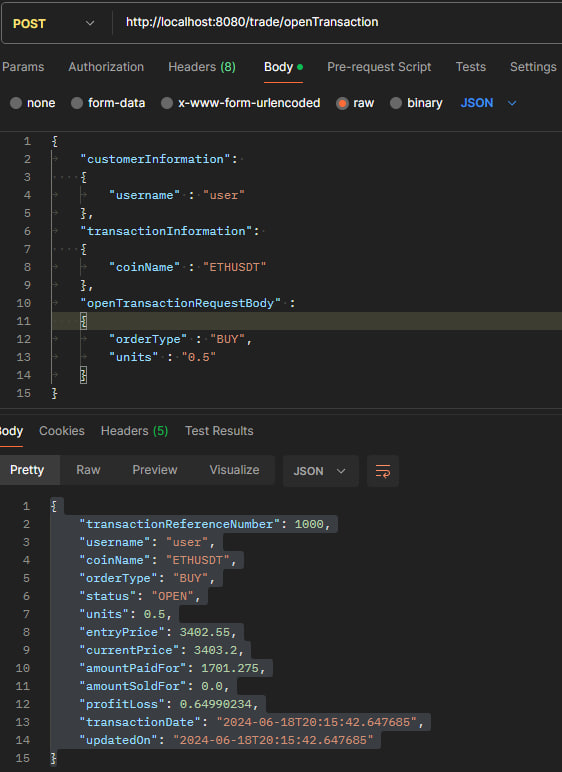 POST http://localhost:8080/trade/openTransaction
Params Authorization Headers (8) Body Pre-request Script Tests Settings
none form-data x-www-form-urlencoded raw binary JSON
1 {
2 "customerInformation":
3 {
4 "username" : "user"
5 },
6 "transactionInformation":
7 {
8 "coinName" : "ETHUSDT"
9 },
10 "openTransactionRequestBody" :
11 {
12 "orderType" : "BUY",
13 "units" : "0.5"
14 }
15 }
Body Cookies Headers (5) Test Results
Pretty Raw Preview Visualize JSON
1 {
2 "transactionReferenceNumber": 1000,
3 "username": "user",
4 "coinName": "ETHUSDT",
5 "orderType": "BUY",
6 "status": "OPEN",
7 "units": 0.5,
8 "entryPrice": 3402.55,
9 "currentPrice": 3403.2,
10 "amountPaidFor": 1701.275,
11 "amountSoldFor": 0.0,
12 "profitLoss": 0.64990234,
13 "transactionDate": "2024-06-18T20:15:42.647685",
14 "updatedOn": "2024-06-18T20:15:42.647685"
15 }